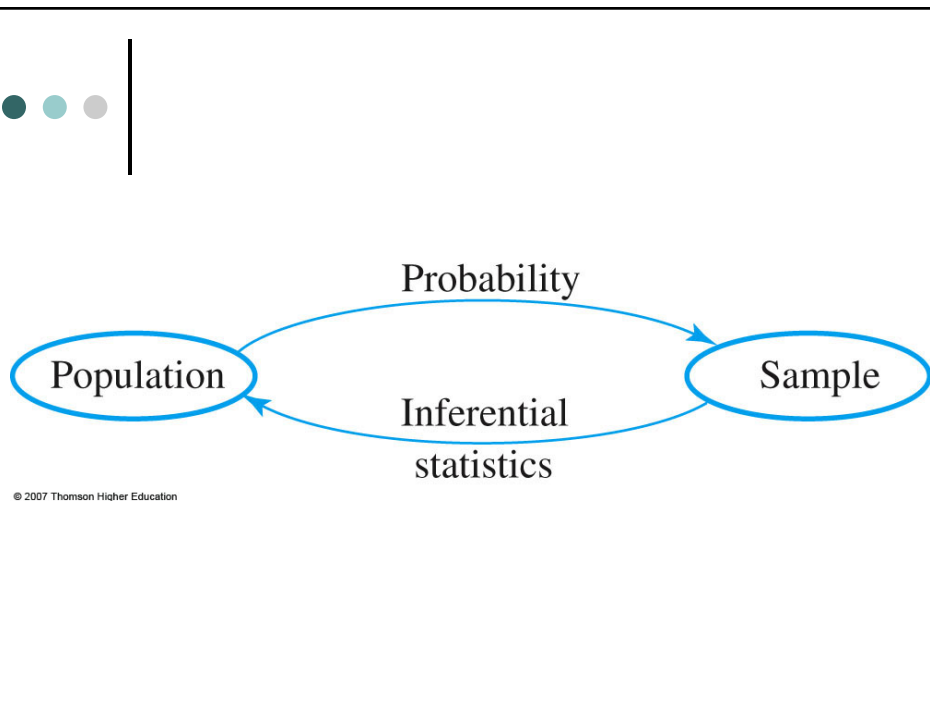 Probability
Population
Sample
Inferential
statistics
© 2007 Thomson Higher Education